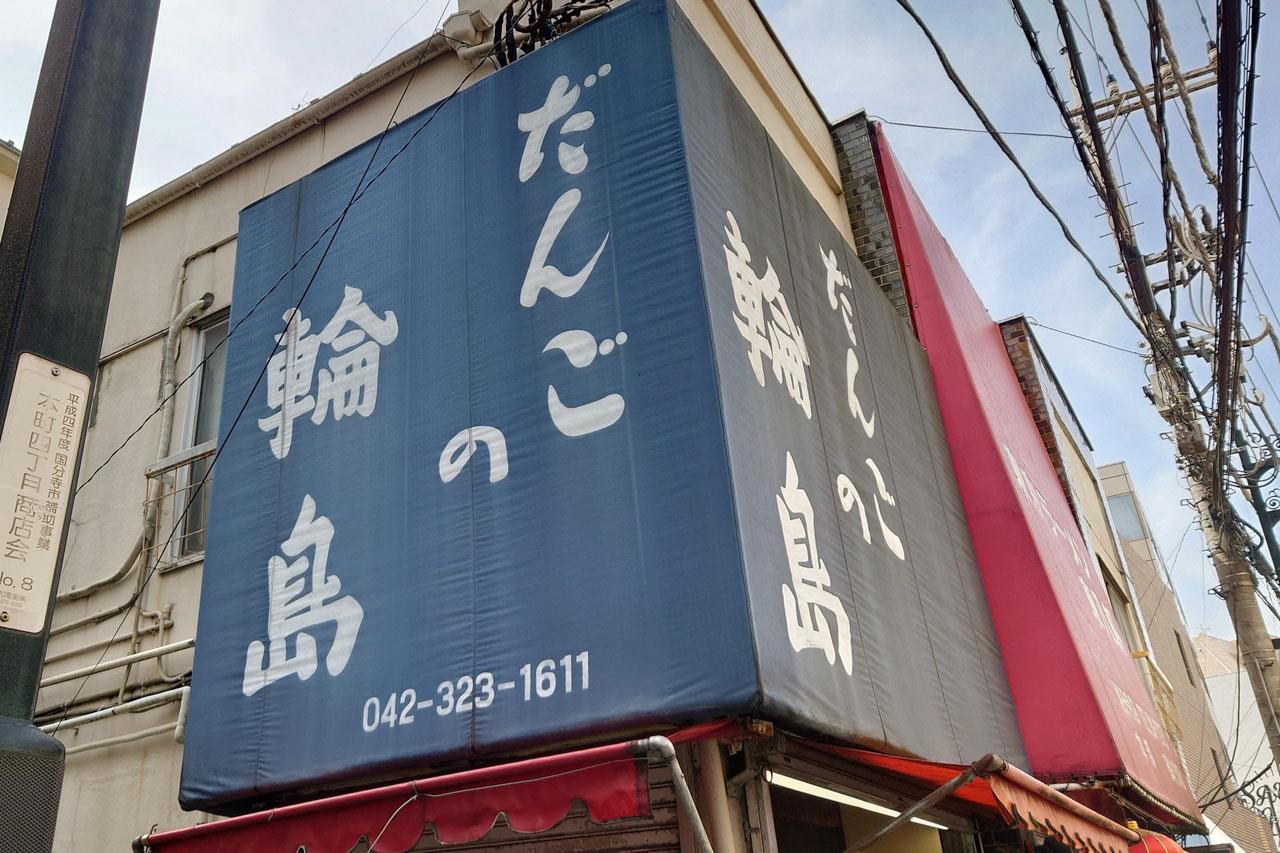 だんご
の
輪島
042-323-1611
だんご
の
輪島
平成四年度 国分寺市補助事業
本町四丁目商店会
No. 8